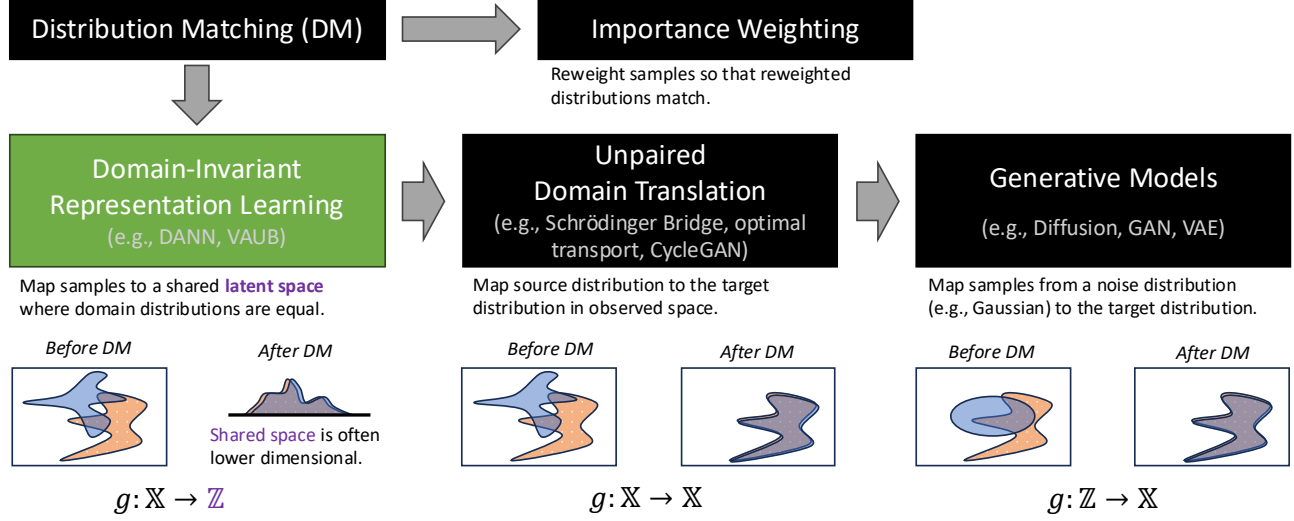 Distribution Matching (DM)
Importance Weighting
Reweight samples so that reweighted
distributions match.
Domain-Invariant
Representation Learning
(e.g., DANN, VAUB)
Map samples to a shared latent space
where domain distributions are equal.
Before DM
After DM
Shared space is often
lower dimensional.
g: 𝕏 → ℤ
Unpaired
Domain Translation
(e.g., Schrödinger Bridge, optimal
transport, CycleGAN)
Map source distribution to the target
distribution in observed space.
Before DM
After DM
g: 𝕏 → 𝕏
Generative Models
(e.g., Diffusion, GAN, VAE)
Map samples from a noise distribution
(e.g., Gaussian) to the target distribution.
Before DM
After DM
g: ℤ → 𝕏